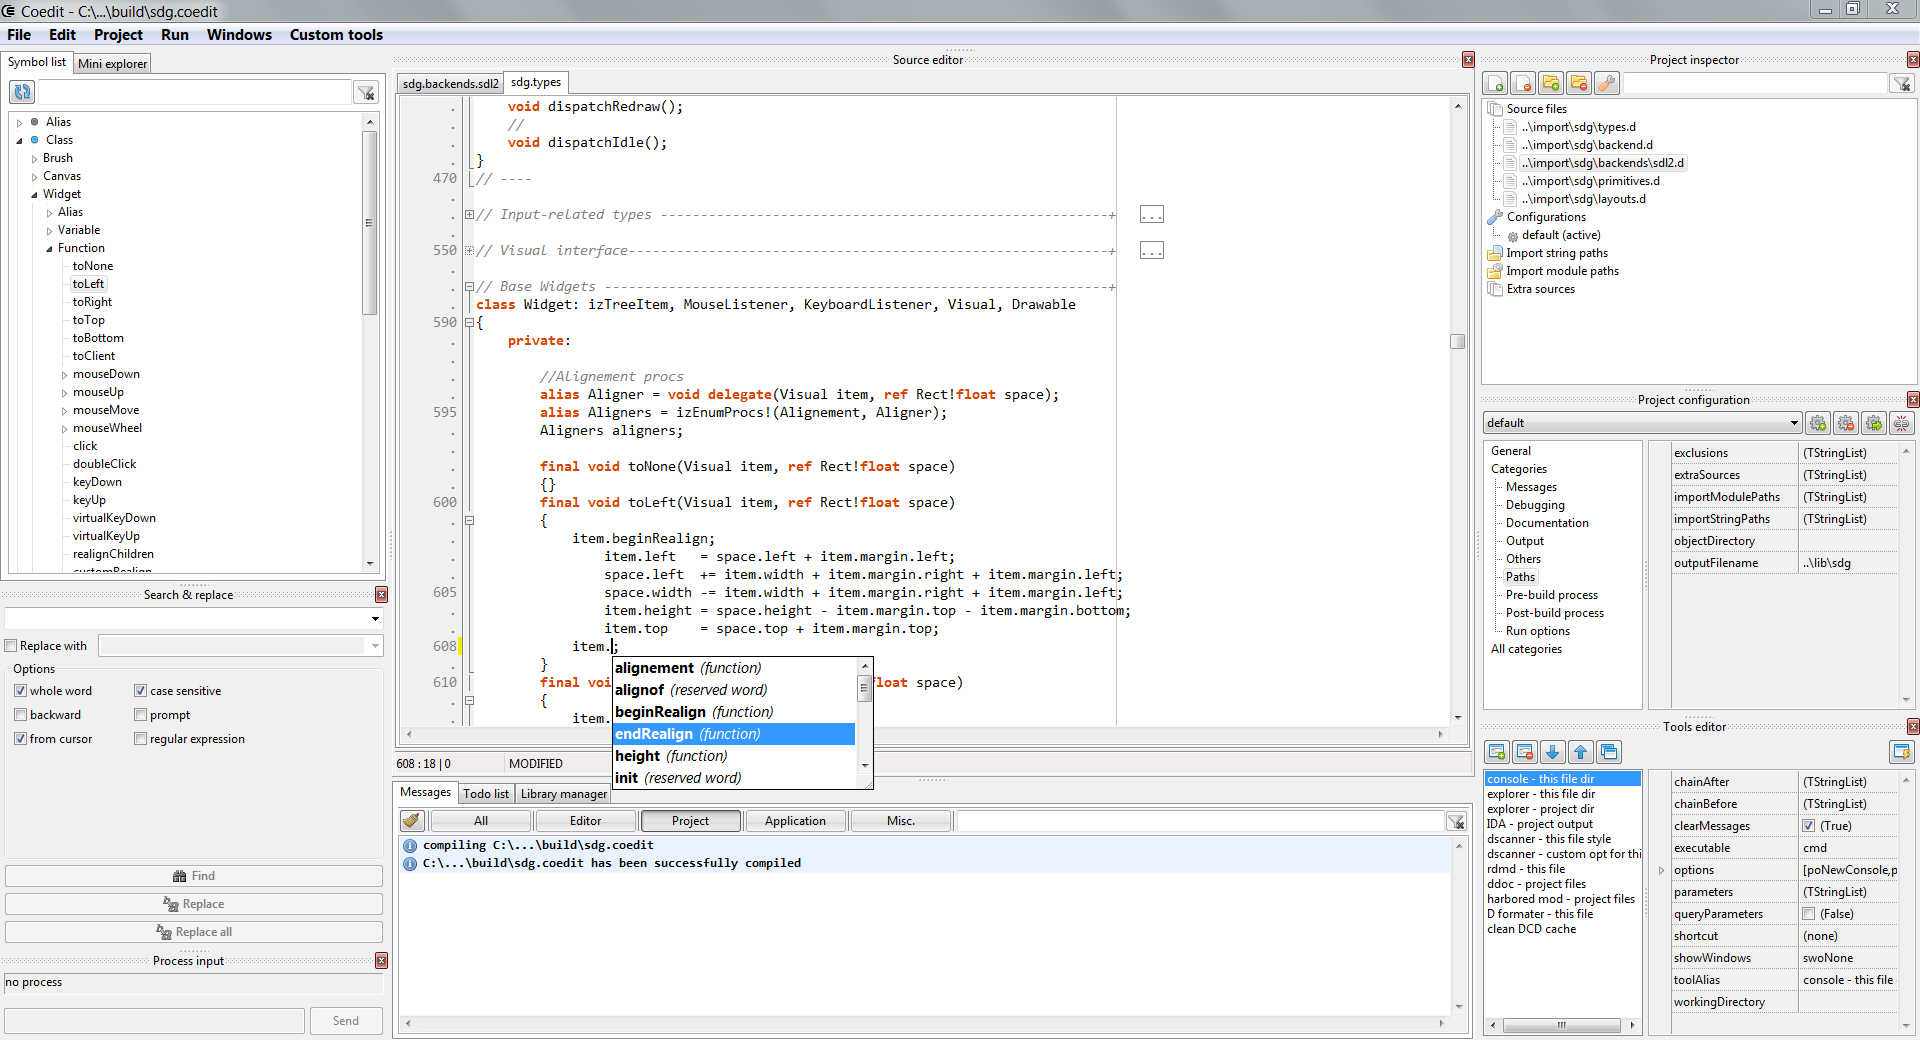 Coedit - C:\...\build\sdg.coedit
File Edit Project Run Windows Custom tools
Symbol list Mini explorer
Alias
Class
Brush
Canvas
Widget
Alias
Variable
Function
toNone
toLeft
toRight
toTop
toBottom
toClient
mouseDown
mouseUp
mouseMove
mouseWheel
click
doubleClick
keyDown
keyUp
virtualKeyDown
virtualKeyUp
realignChildren
customRealign
Search & replace
Replace with
Options
whole word case sensitive
backward prompt
from cursor regular expression
Find
Replace
Replace all
Process input
no process
Send
Source editor
sdg.backends.sdl2 sdg.types
void dispatchRedraw();
//
void dispatchIdle();
}
470 // ----
// Input-related types ---------------------------------------------------------+ ...
550 // Visual interface-------------------------------------------------------------+ ...
// Base Widgets ----------------------------------------------------------------+
class Widget: izTreeItem, MouseListener, KeyboardListener, Visual, Drawable
590 {
private:
//Alignement procs
alias Aligner = void delegate(Visual item, ref Rect!float space);
595 alias Aligners = izEnumProcs!(Alignement, Aligner);
Aligners aligners;
final void toNone(Visual item, ref Rect!float space)
{}
600 final void toLeft(Visual item, ref Rect!float space)
{
item.beginRealign;
item.left = space.left + item.margin.left;
space.left += item.width + item.margin.right + item.margin.left;
605 space.width -= item.width + item.margin.right + item.margin.left;
item.height = space.height - item.margin.top - item.margin.bottom;
item.top = space.top + item.margin.top;
608 item.;
}
610 final voi float space)
{
item.
alignement (function)
alignof (reserved word)
beginRealign (function)
endRealign (function)
height (function)
init (reserved word)
608 : 18 | 0 MODIFIED
Messages Todo list Library manager
All Editor Project Application Misc.
compiling C:\...\build\sdg.coedit
C:\...\build\sdg.coedit has been successfully compiled
Project inspector
Source files
..\import\sdg\types.d
..\import\sdg\backend.d
..\import\sdg\backends\sdl2.d
..\import\sdg\primitives.d
..\import\sdg\layouts.d
Configurations
default (active)
Import string paths
Import module paths
Extra sources
Project configuration
default
General
Categories
Messages
Debugging
Documentation
Output
Others
Paths
Pre-build process
Post-build process
Run options
All categories
exclusions (TStringList)
extraSources (TStringList)
importModulePaths (TStringList)
importStringPaths (TStringList)
objectDirectory
outputFilename ..\lib\sdg
Tools editor
console - this file dir
explorer - this file dir
explorer - project dir
IDA - project output
dscanner - this file style
dscanner - custom opt for thi
rdmd - this file
ddoc - project files
harbored mod - project files
D formater - this file
clean DCD cache
chainAfter (TStringList)
chainBefore (TStringList)
clearMessages (True)
executable cmd
options [poNewConsole,p
parameters (TStringList)
queryParameters (False)
shortcut (none)
showWindows swoNone
toolAlias console - this file
workingDirectory